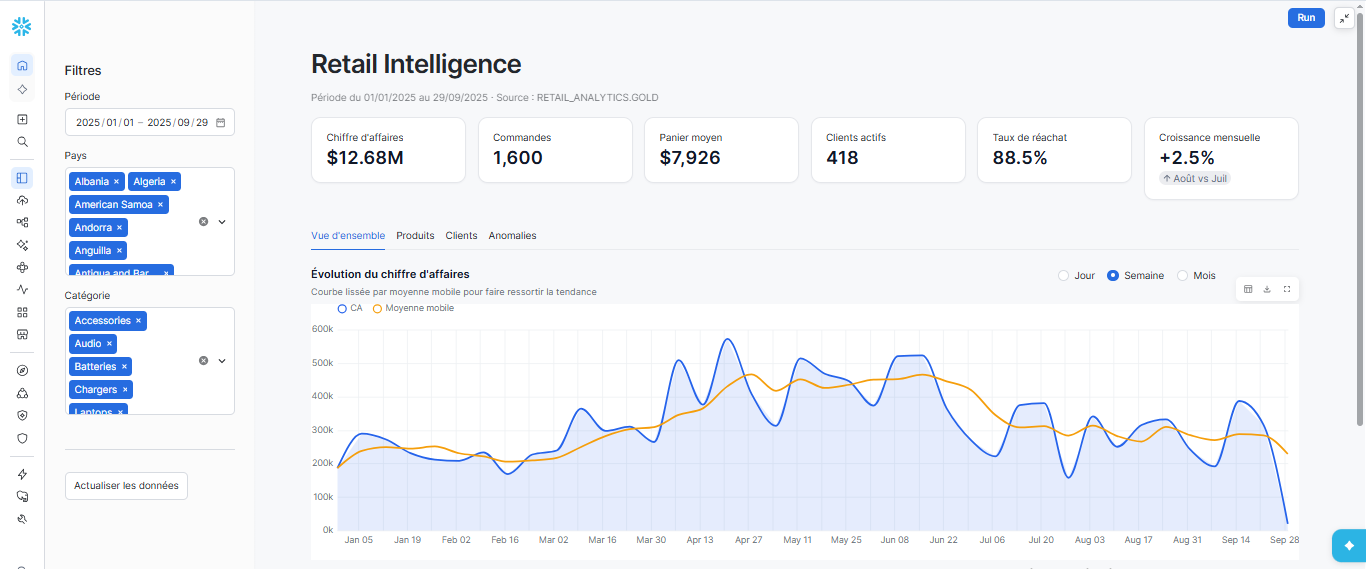 Run
Filtres
Période
2025/01/01 – 2025/09/29
Pays
Albania × Algeria ×
American Samoa ×
Andorra ×
Anguilla ×
Antigua and Bar... ×
Catégorie
Accessories ×
Audio ×
Batteries ×
Chargers ×
Laptops ×
Actualiser les données
Retail Intelligence
Période du 01/01/2025 au 29/09/2025 · Source : RETAIL_ANALYTICS.GOLD
Chiffre d'affaires
$12.68M
Commandes
1,600
Panier moyen
$7,926
Clients actifs
418
Taux de réachat
88.5%
Croissance mensuelle
+2.5%
↑ Août vs Juil
Vue d'ensemble Produits Clients Anomalies
Évolution du chiffre d'affaires
Courbe lissée par moyenne mobile pour faire ressortir la tendance
Jour Semaine Mois
CA Moyenne mobile
600k
500k
400k
300k
200k
100k
0k
Jan 05 Jan 19 Feb 02 Feb 16 Mar 02 Mar 16 Mar 30 Apr 13 Apr 27 May 11 May 25 Jun 08 Jun 22 Jul 06 Jul 20 Aug 03 Aug 17 Aug 31 Sep 14 Sep 28